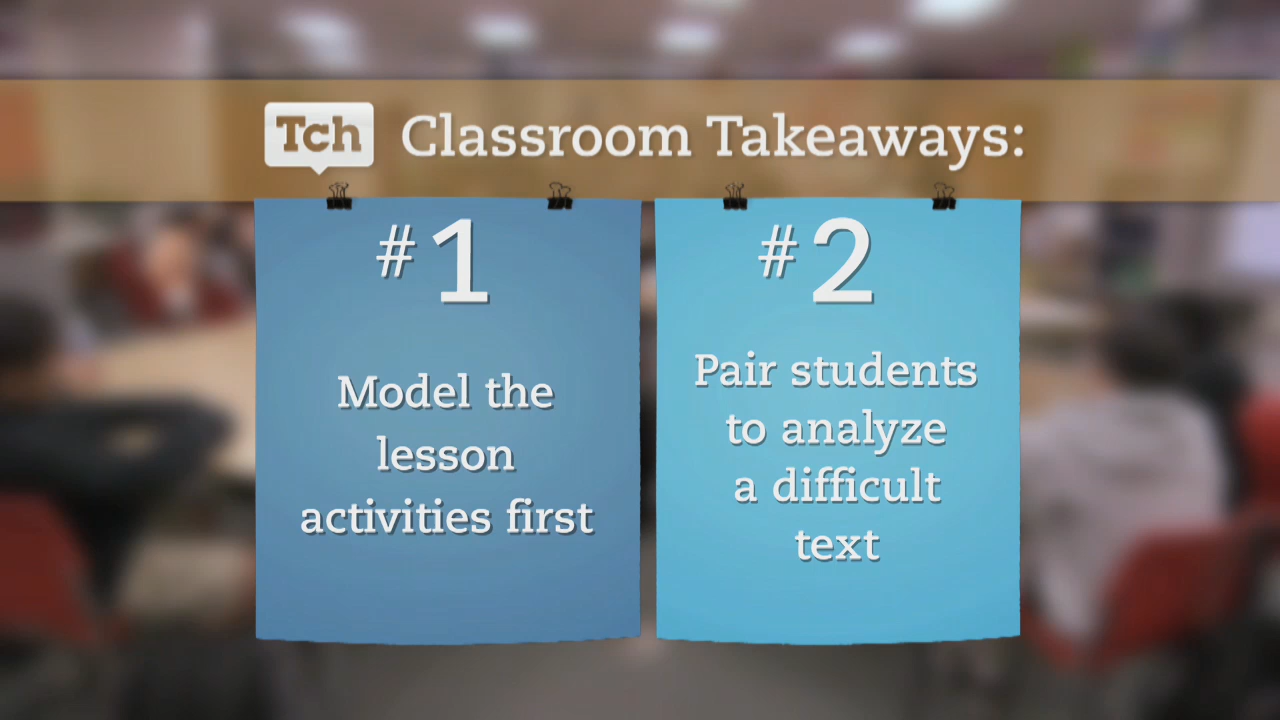 Tch Classroom Takeaways:
#1
Model the
lesson
activities first
#2
Pair students
to analyze
a difficult
text